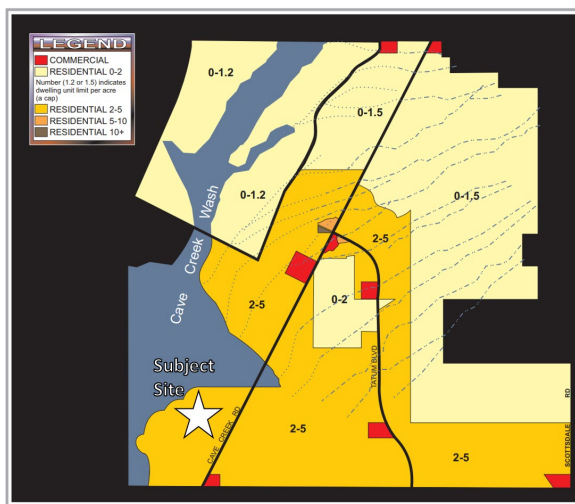 LEGEND
COMMERCIAL
RESIDENTIAL 0-2
Number (1.2 or 1.5) indicates
dwelling unit limit per acre
(a cap)
RESIDENTIAL 2-5
RESIDENTIAL 5-10
RESIDENTIAL 10+
0-1.2
0-1.5
0-1.2
0-1.5
Cave Creek Wash
2-5
2-5
0-2
TATUM BLVD
Subject
Site
CAVE CREEK RD
2-5
2-5
SCOTTSDALE RD